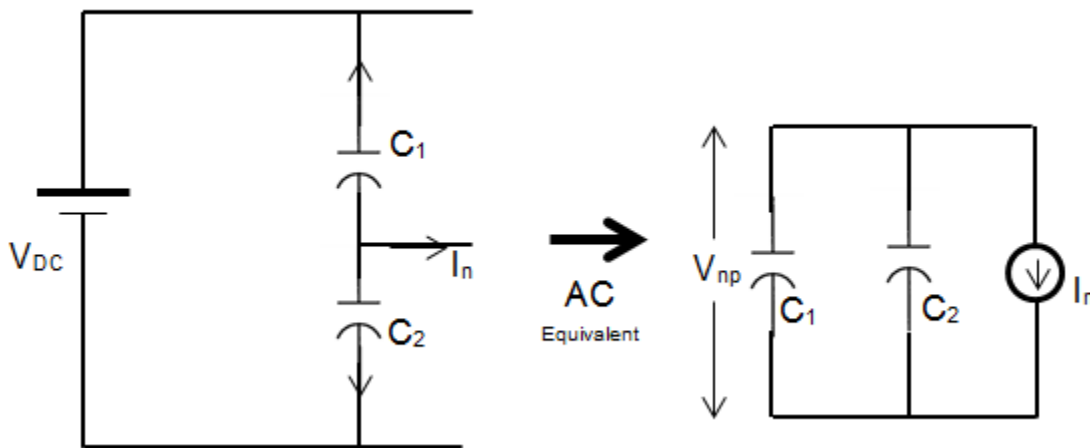 C1
VDC
In
C2
AC
Equivalent
Vnp
C1
C2
In